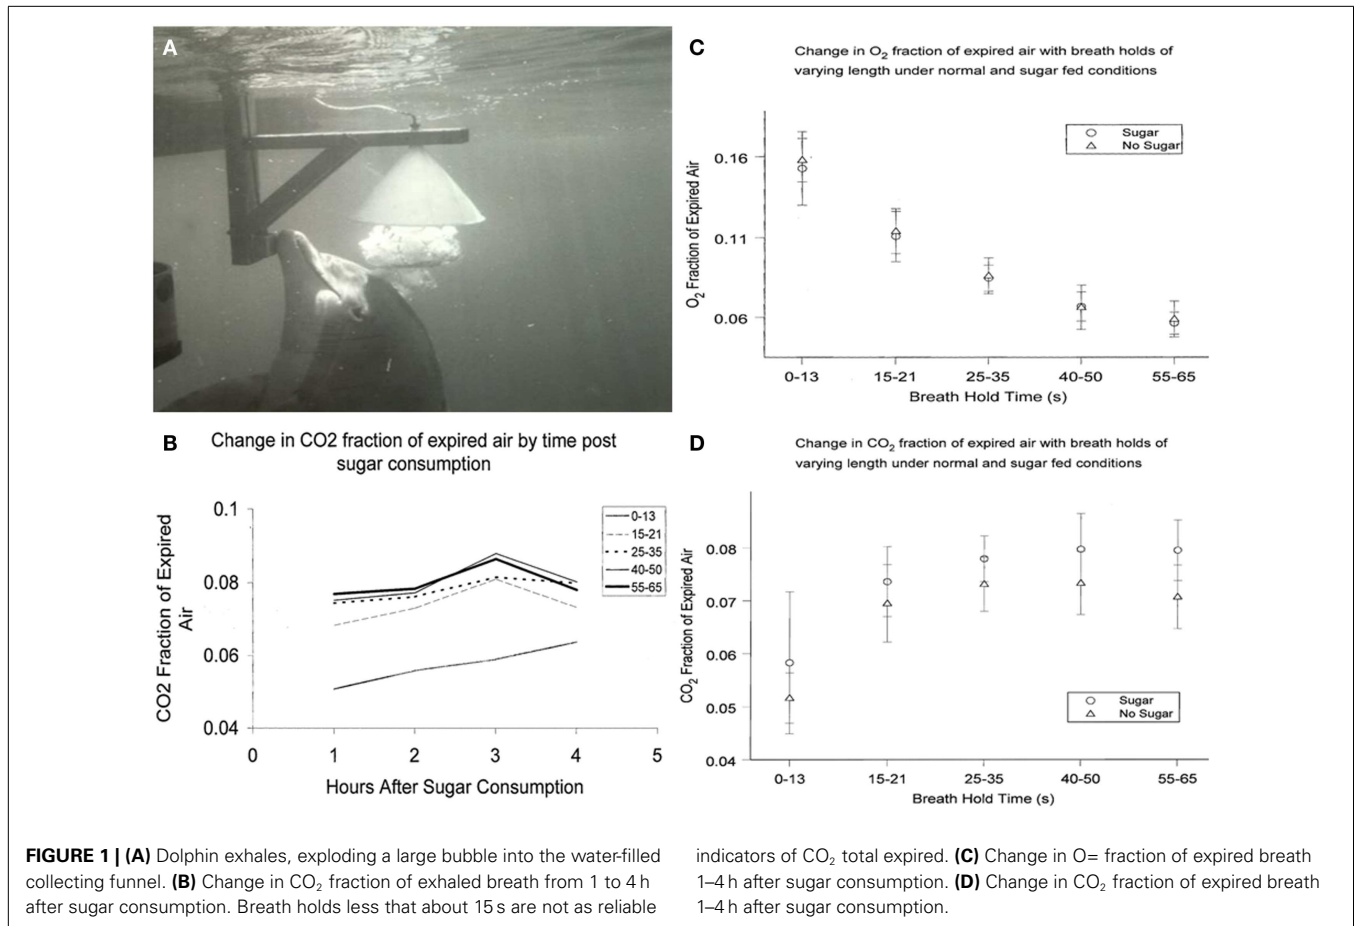 A
C
Change in O2 fraction of expired air with breath holds of
varying length under normal and sugar fed conditions
Sugar
No Sugar
0.16
0.11
0.06
O2 Fraction of Expired Air
0-13
15-21
25-35
40-50
55-65
Breath Hold Time (s)
B
Change in CO2 fraction of expired air by time post
sugar consumption
0.1
0.08
0.06
0.04
CO2 Fraction of Expired
Air
0-13
15-21
25-35
40-50
55-65
0
1
2
3
4
5
Hours After Sugar Consumption
D
Change in CO2 fraction of expired air with breath holds of
varying length under normal and sugar fed conditions
0.08
0.07
0.06
0.05
0.04
CO2 Fraction of Expired Air
Sugar
No Sugar
0-13
15-21
25-35
40-50
55-65
Breath Hold Time (s)
FIGURE 1 | (A) Dolphin exhales, exploding a large bubble into the water-filled
collecting funnel. (B) Change in CO2 fraction of exhaled breath from 1 to 4 h
after sugar consumption. Breath holds less that about 15 s are not as reliable
indicators of CO2 total expired. (C) Change in O= fraction of expired breath
1–4 h after sugar consumption. (D) Change in CO2 fraction of expired breath
1–4 h after sugar consumption.